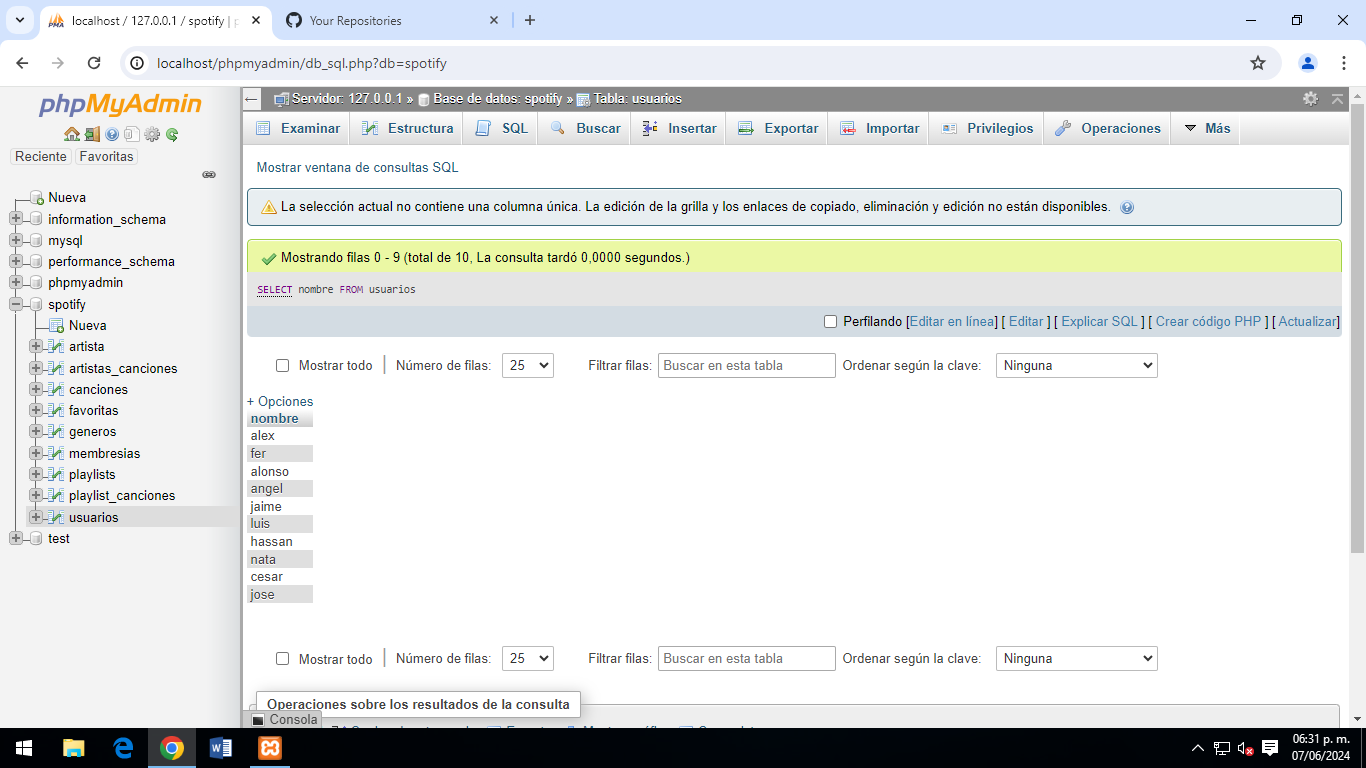 localhost / 127.0.0.1 / spotify | p
Your Repositories
localhost/phpmyadmin/db_sql.php?db=spotify
phpMyAdmin
Reciente Favoritas
Nueva
information_schema
mysql
performance_schema
phpmyadmin
spotify
Nueva
artista
artistas_canciones
canciones
favoritas
generos
membresias
playlists
playlist_canciones
usuarios
test
Servidor: 127.0.0.1 » Base de datos: spotify » Tabla: usuarios
Examinar Estructura SQL Buscar Insertar Exportar Importar Privilegios Operaciones Más
Mostrar ventana de consultas SQL
La selección actual no contiene una columna única. La edición de la grilla y los enlaces de copiado, eliminación y edición no están disponibles.
Mostrando filas 0 - 9 (total de 10, La consulta tardó 0,0000 segundos.)
SELECT nombre FROM usuarios
Perfilando [Editar en línea] [ Editar ] [ Explicar SQL ] [ Crear código PHP ] [ Actualizar]
Mostrar todo | Número de filas: 25 Filtrar filas: Buscar en esta tabla Ordenar según la clave: Ninguna
+ Opciones
nombre
alex
fer
alonso
angel
jaime
luis
hassan
nata
cesar
jose
Mostrar todo | Número de filas: 25 Filtrar filas: Buscar en esta tabla Ordenar según la clave: Ninguna
Operaciones sobre los resultados de la consulta
Consola
06:31 p. m.
07/06/2024